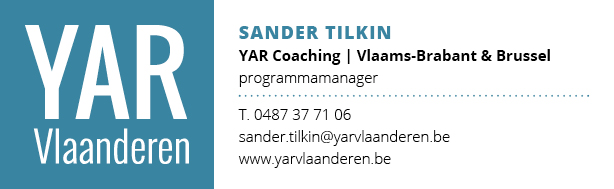 YAR
Vlaanderen
SANDER TILKIN
YAR Coaching | Vlaams-Brabant & Brussel
programmamanager
T. 0487 37 71 06
sander.tilkin@yarvlaanderen.be
www.yarvlaanderen.be